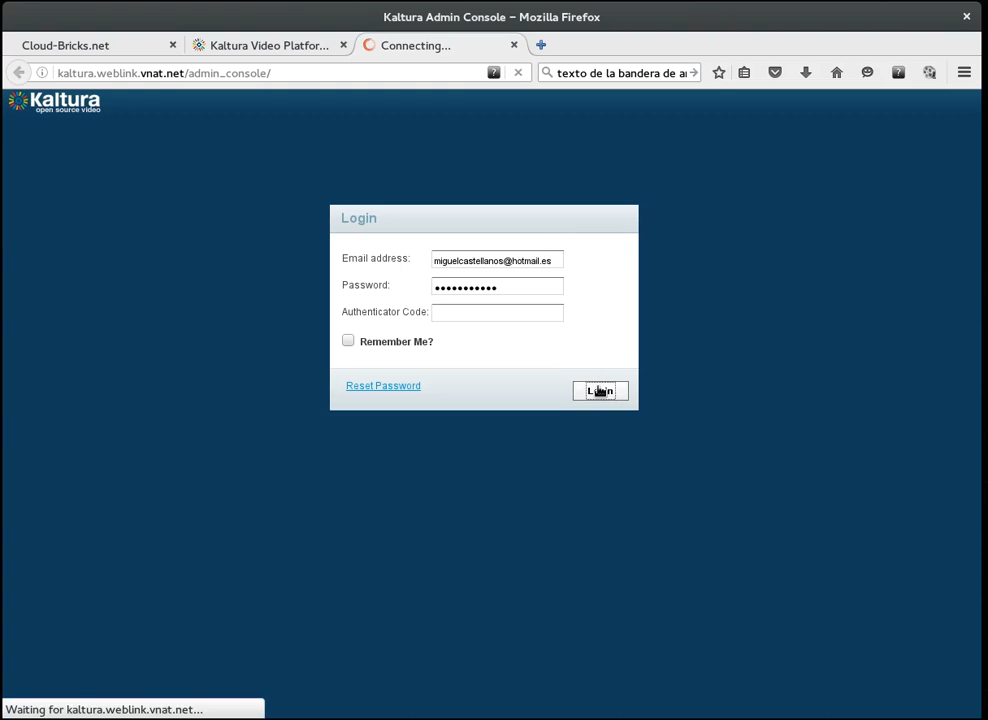 Kaltura Admin Console – Mozilla Firefox
Cloud-Bricks.net
Kaltura Video Platfor...
Connecting...
kaltura.weblink.vnat.net/admin_console/
texto de la bandera de
Kaltura
open source video
Login
Email address:
miguelcastellanos@hotmail.es
Password:
Authenticator Code:
Remember Me?
Reset Password
Waiting for kaltura.weblink.vnat.net...